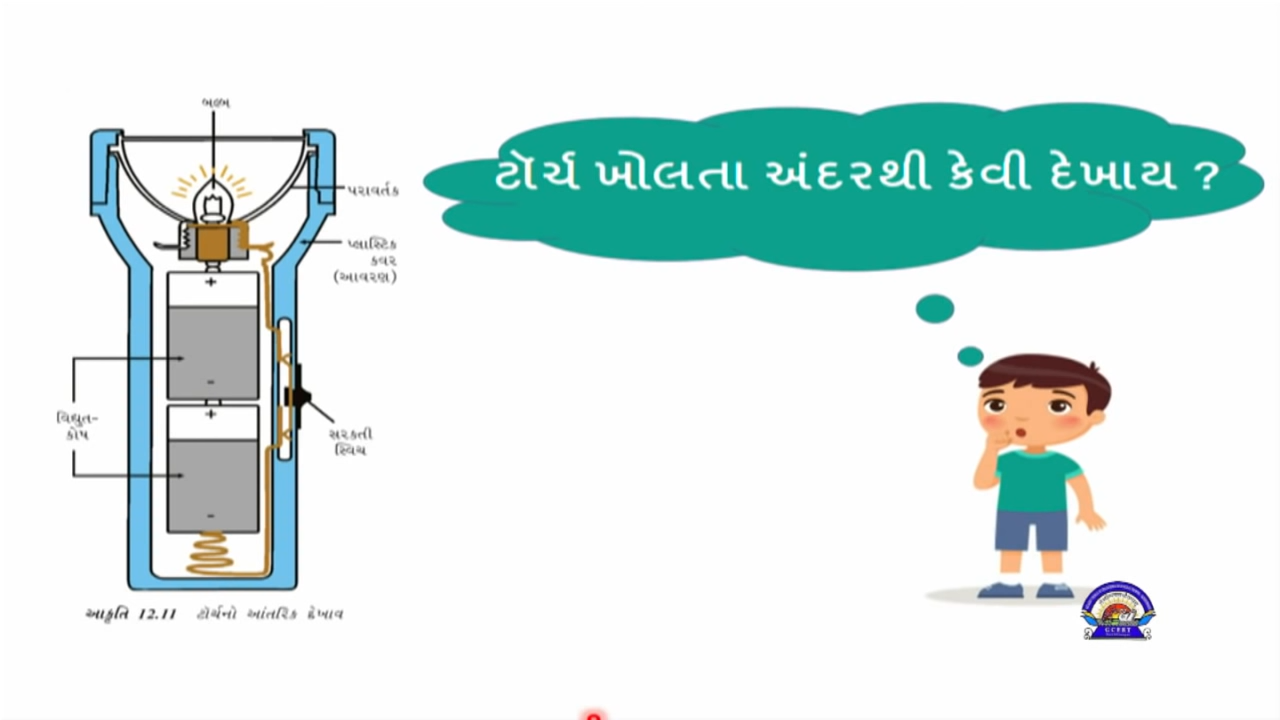 બલ્બ
ટૉર્ચ ખોલતા અંદરથી કેવી દેખાય ?
પરાવર્તક
પ્લાસ્ટિક
કવર
(આવરણ)
+
-
+
વિદ્યુત-
કોષ
સરકતી
સ્વિચ
-
આકૃતિ 12.11 ટૉર્ચનો આંતરિક દેખાવ
GCERT